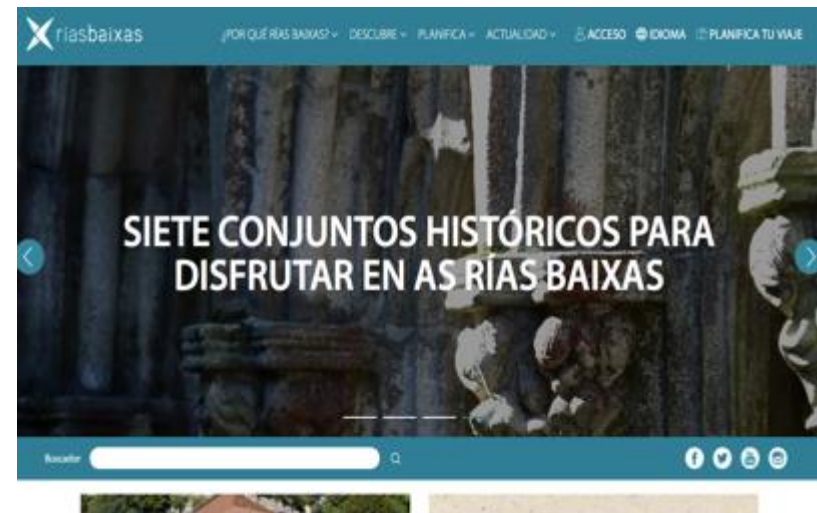 ríasbaixas
¿POR QUÉ RÍAS BAIXAS? DESCUBRE PLANIFICA ACTUALIDAD ACCESO IDIOMA PLANIFICA TU VIAJE
SIETE CONJUNTOS HISTÓRICOS PARA
DISFRUTAR EN AS RÍAS BAIXAS
Buscador